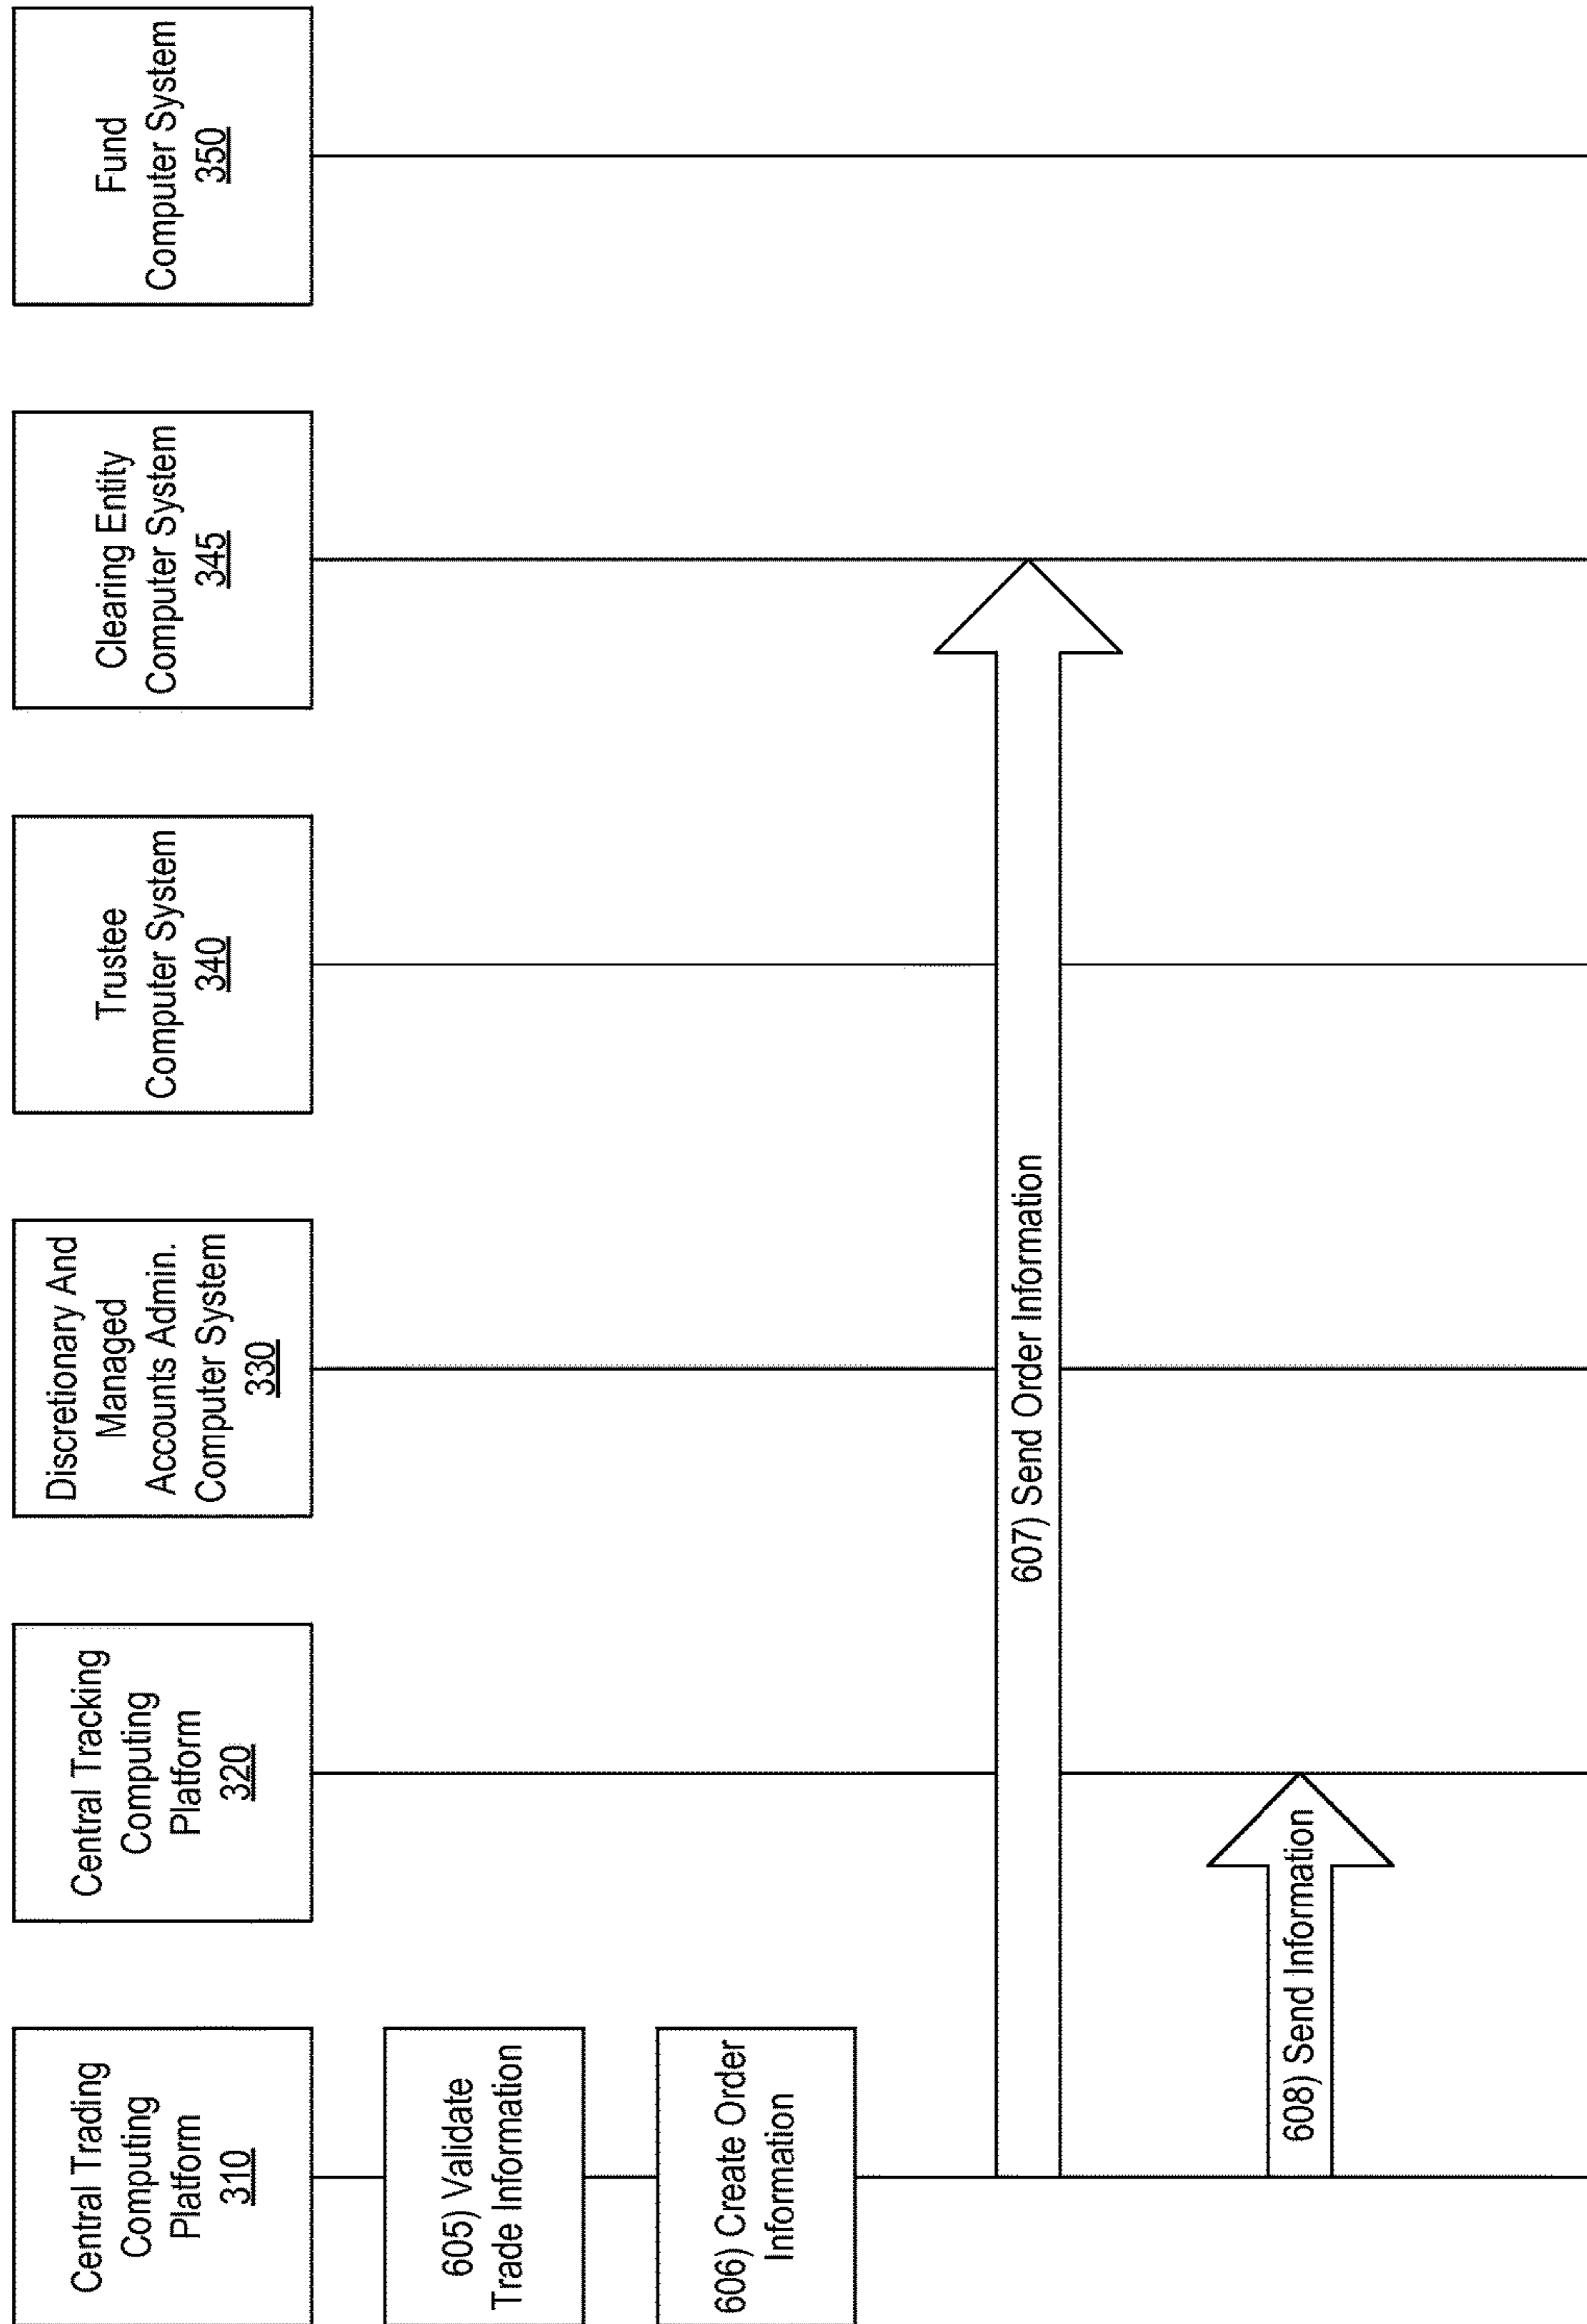 Central Trading
Computing
Platform
310
Central Tracking
Computing
Platform
320
Discretionary And
Managed
Accounts Admin.
Computer System
330
Trustee
Computer System
340
Clearing Entity
Computer System
345
Fund
Computer System
350
605) Validate
Trade Information
606) Create Order
Information
607) Send Order Information
608) Send Information